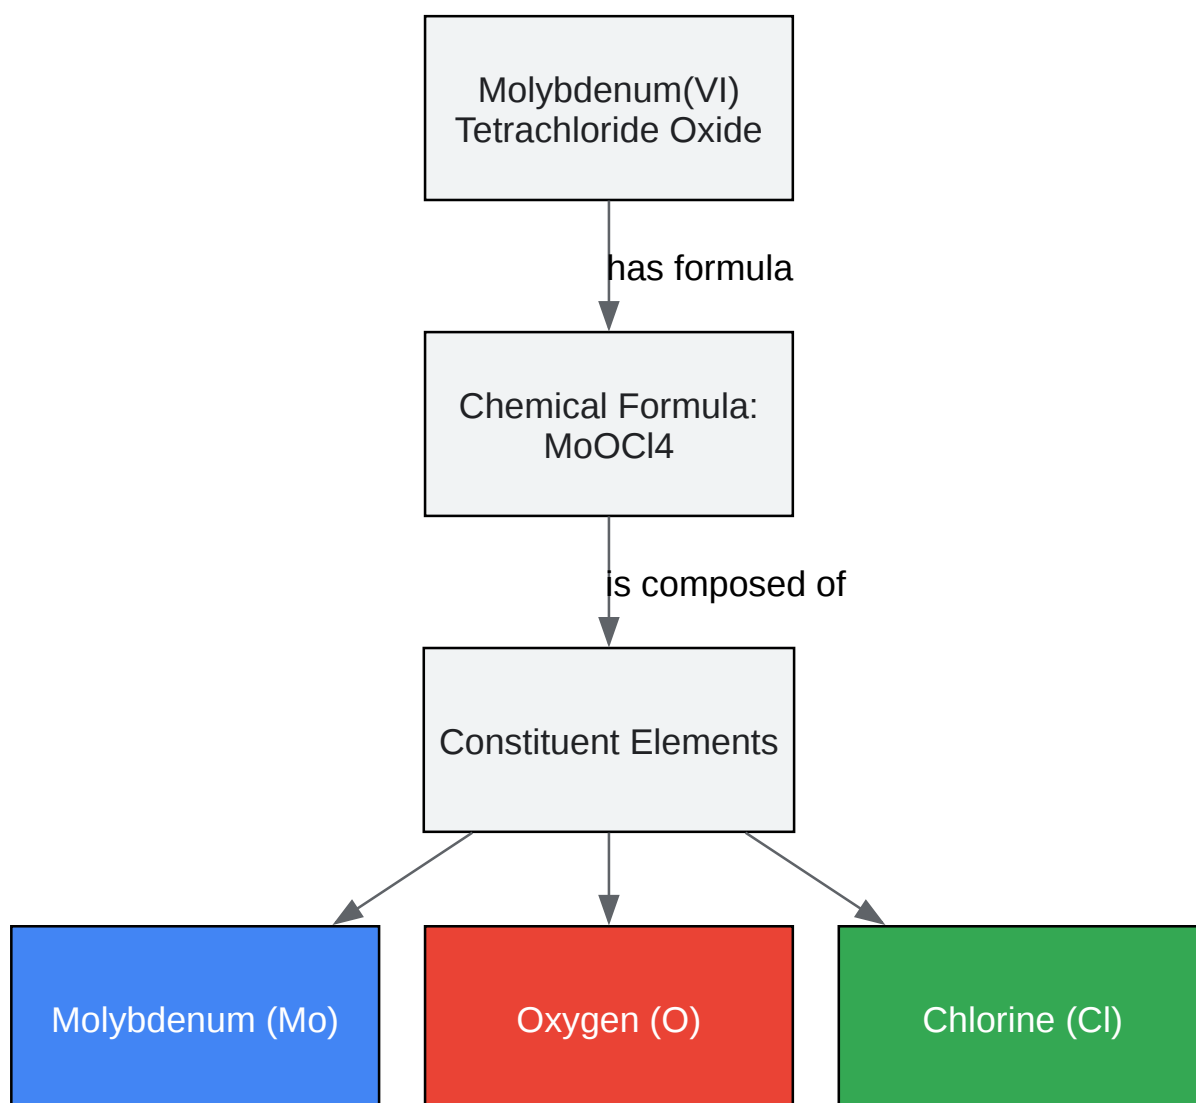 Molybdenum(VI)
Tetrachloride Oxide
has formula
Chemical Formula:
MoOCl4
is composed of
Constituent Elements
Molybdenum (Mo)
Oxygen (O)
Chlorine (Cl)